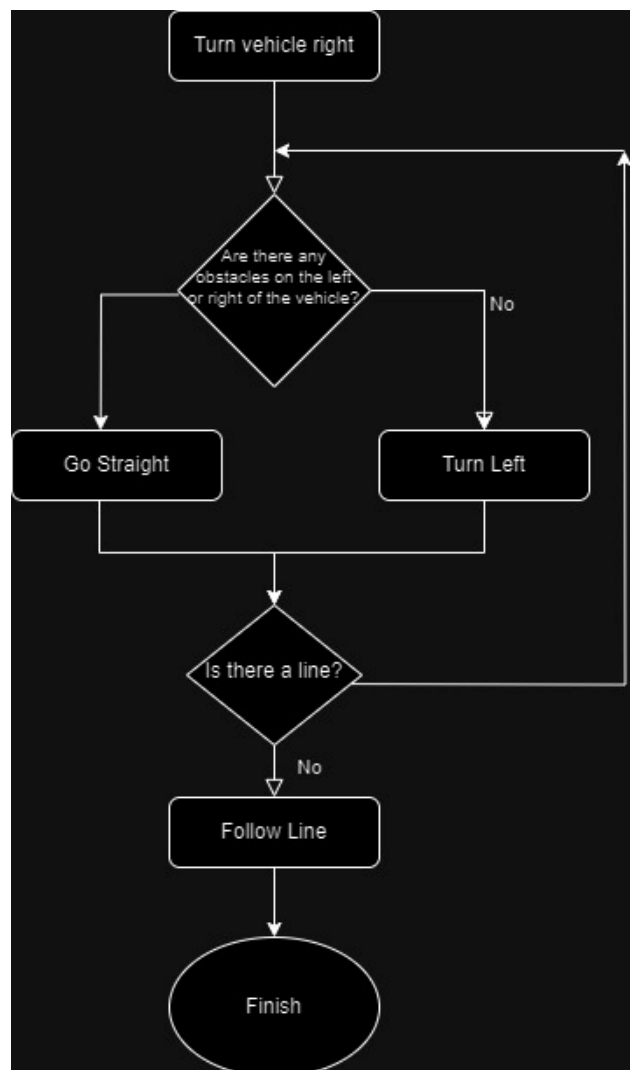 Turn vehicle right
Are there any
obstacles on the left
or right of the vehicle?
No
Go Straight
Turn Left
Is there a line?
No
Follow Line
Finish